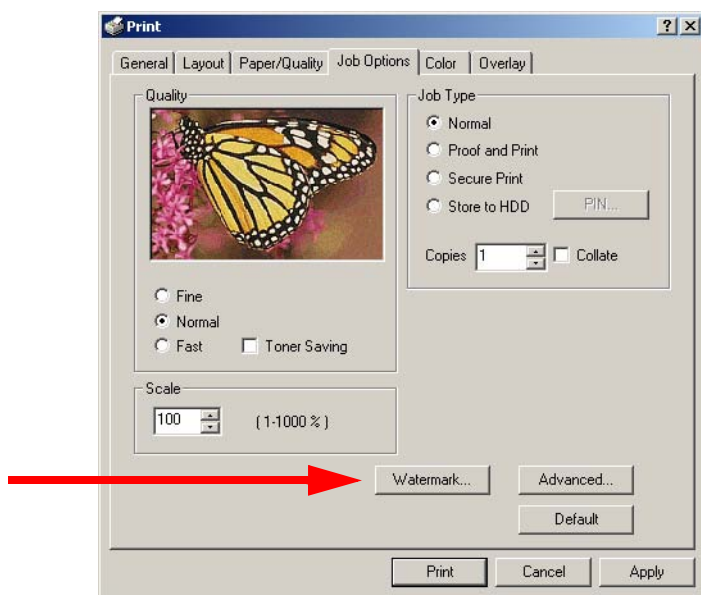 Print
General Layout Paper/Quality Job Options Color Overlay
Quality
Fine
Normal
Fast Toner Saving
Scale
100 (1-1000 %)
Job Type
Normal
Proof and Print
Secure Print
Store to HDD PIN...
Copies 1 Collate
Watermark... Advanced...
Default
Print Cancel Apply